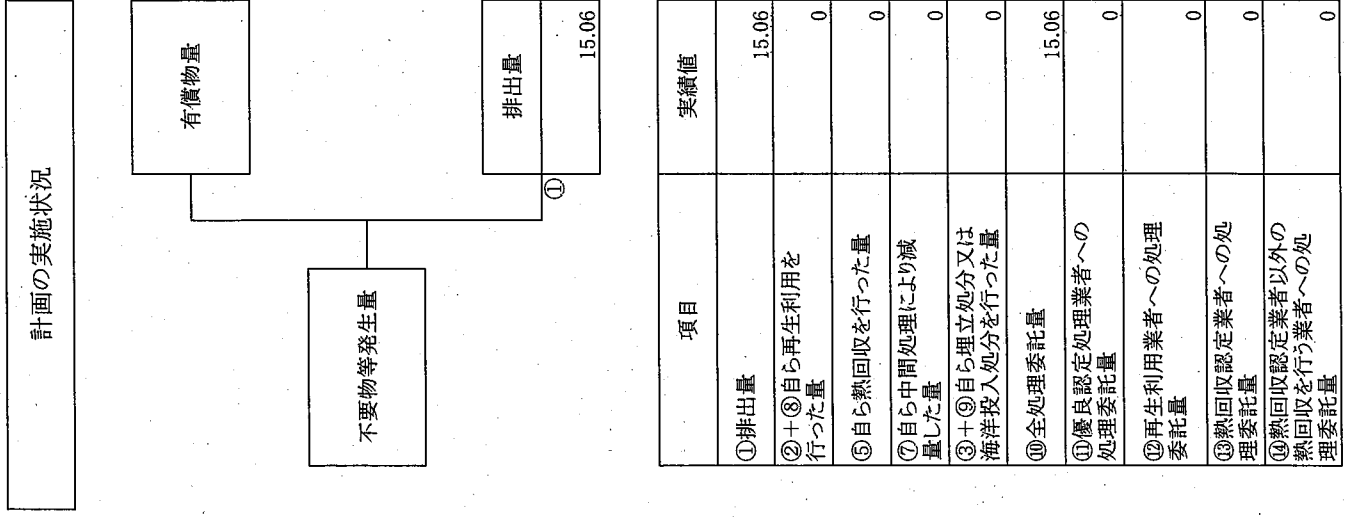 計画の実施状況
有償物量
不要物等発生量
排出量
①
15.06
項目
実績値
①排出量
15.06
②+⑧自ら再生利用を
行った量
0
⑤自ら熱回収を行った量
0
⑦自ら中間処理により減
量した量
0
③+⑨自ら埋立処分又は
海洋投入処分を行った量
0
⑩全処理委託量
15.06
⑪優良認定処理業者への
処理委託量
0
⑫再生利用業者への処理
委託量
0
⑬熱回収認定業者への処
理委託量
0
⑭熱回収認定業者以外の
熱回収を行う業者への処
理委託量
0